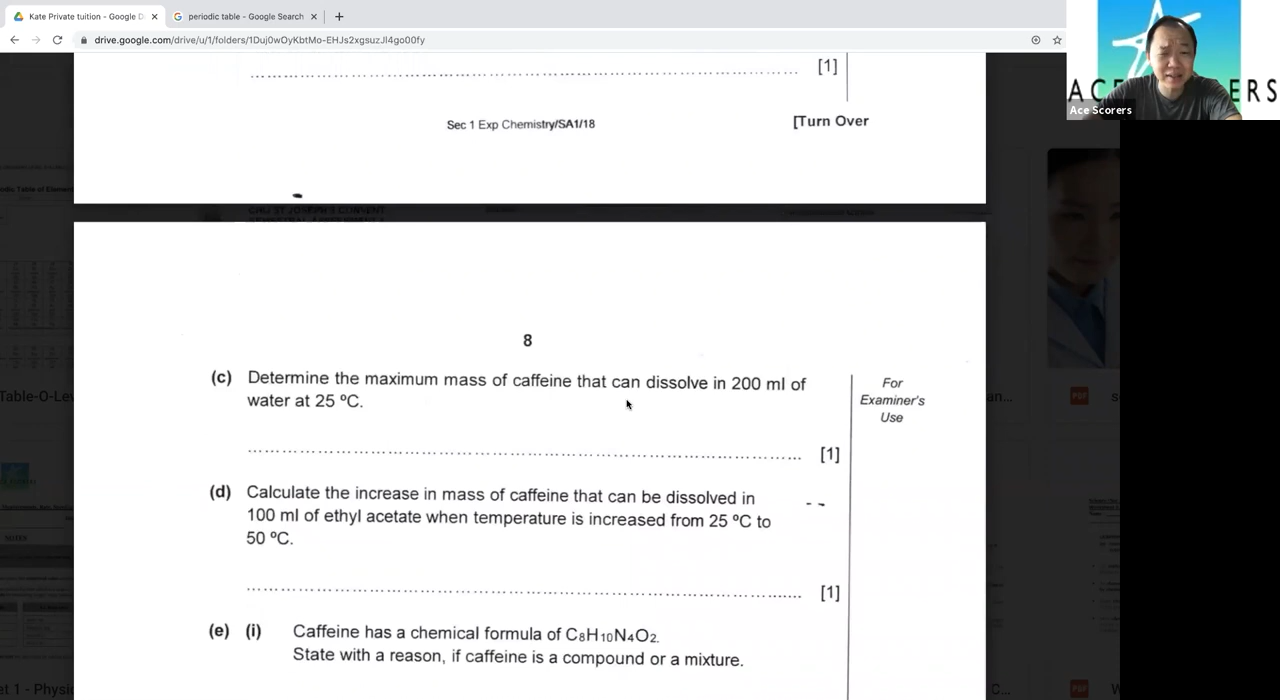 Kate Private tuition - Google D
periodic table - Google Search
drive.google.com/drive/u/1/folders/1Duj0wOyKbtMo-EHJs2xgsuzJI4go00fy
Ace Scorers
[1]
Sec 1 Exp Chemistry/SA1/18
[Turn Over
8
(c) Determine the maximum mass of caffeine that can dissolve in 200 ml of
water at 25 ºC.
For
Examiner's
Use
[1]
(d) Calculate the increase in mass of caffeine that can be dissolved in
100 ml of ethyl acetate when temperature is increased from 25 ºC to
50 ºC.
[1]
(e) (i) Caffeine has a chemical formula of C₈H₁₀N₄O₂.
State with a reason, if caffeine is a compound or a mixture.